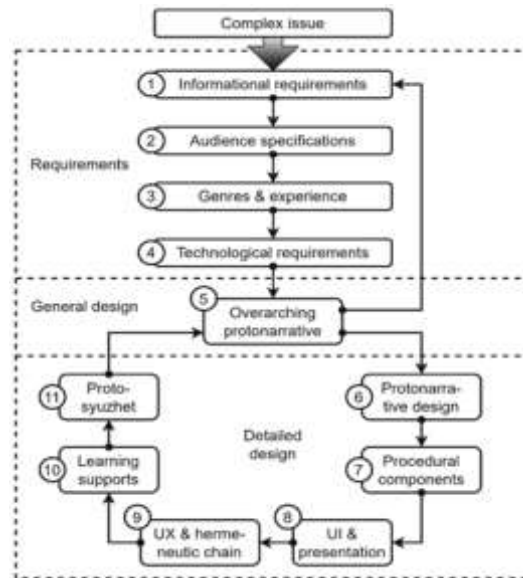 Complex issue
1 Informational requirements
2 Audience specifications
Requirements
3 Genres & experience
4 Technological requirements
5
General design
Overarching
protonarrative
11 Proto-
syuzhet
6 Protonarra-
tive design
Detailed
design
10 Learning
supports
7 Procedural
components
9
UX & herme-
neutic chain
8
UI &
presentation